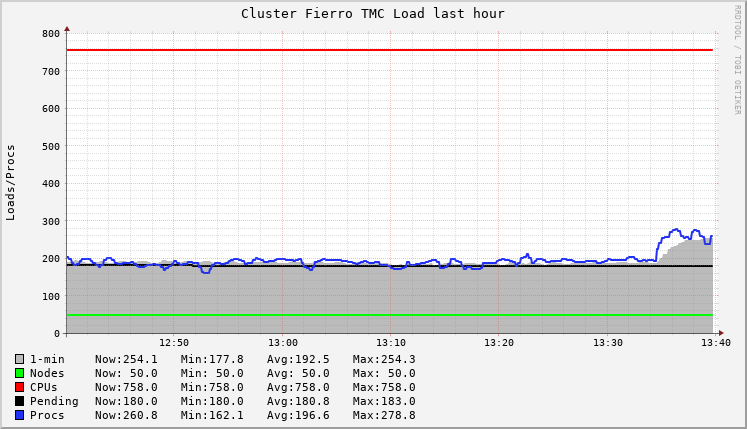 Cluster Fierro TMC Load last hour
RRDTOOL / TOBI OETIKER
Loads/Procs
800
700
600
500
400
300
200
100
0
12:50 13:00 13:10 13:20 13:30 13:40
1-min Now:254.1 Min:177.8 Avg:192.5 Max:254.3
Nodes Now: 50.0 Min: 50.0 Avg: 50.0 Max: 50.0
CPUs Now:758.0 Min:758.0 Avg:758.0 Max:758.0
Pending Now:180.0 Min:180.0 Avg:180.8 Max:183.0
Procs Now:260.8 Min:162.1 Avg:196.6 Max:278.8